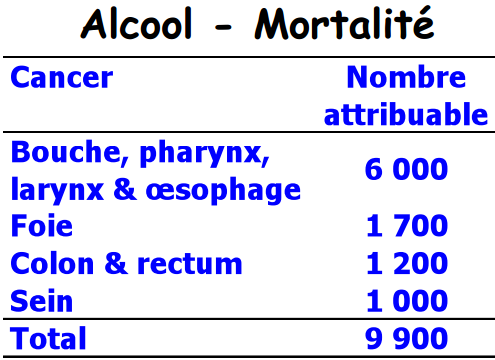 Alcool - Mortalité
Cancer Nombre
attribuable
Bouche, pharynx,
larynx & œsophage 6 000
Foie 1 700
Colon & rectum 1 200
Sein 1 000
Total 9 900